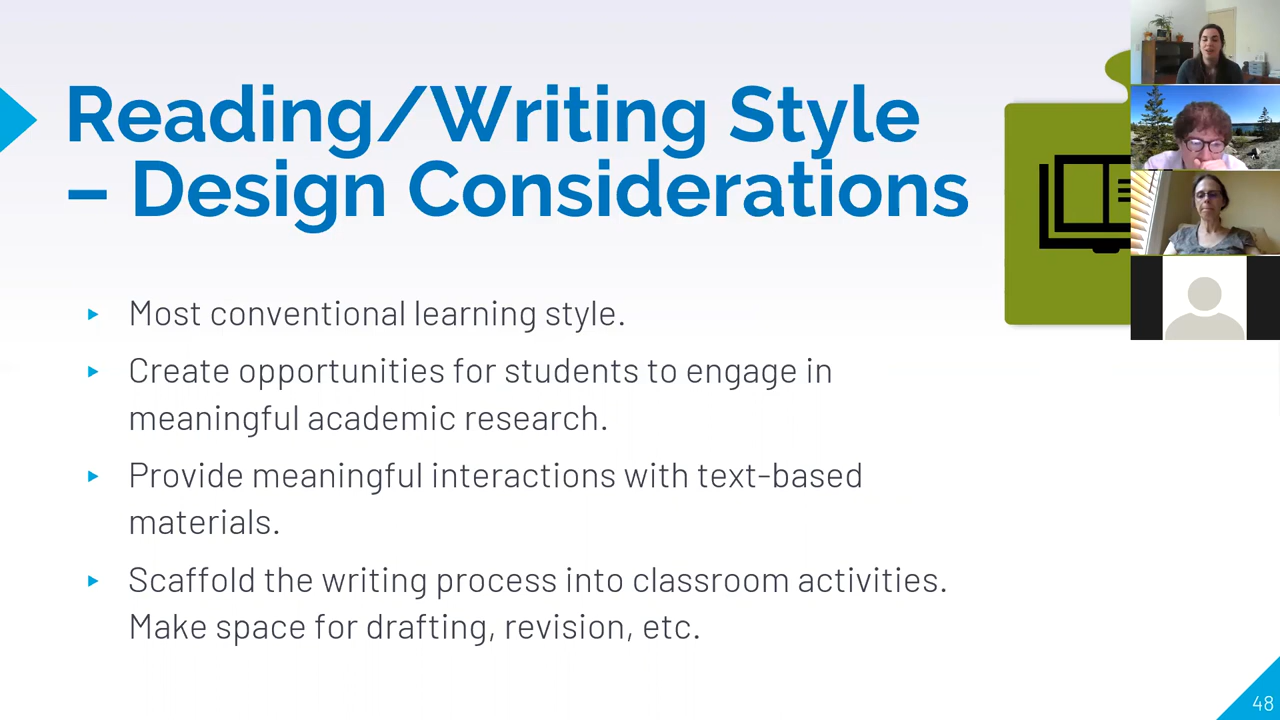 Reading/Writing Style
– Design Considerations
Most conventional learning style.
Create opportunities for students to engage in
meaningful academic research.
Provide meaningful interactions with text-based
materials.
Scaffold the writing process into classroom activities.
Make space for drafting, revision, etc.
48